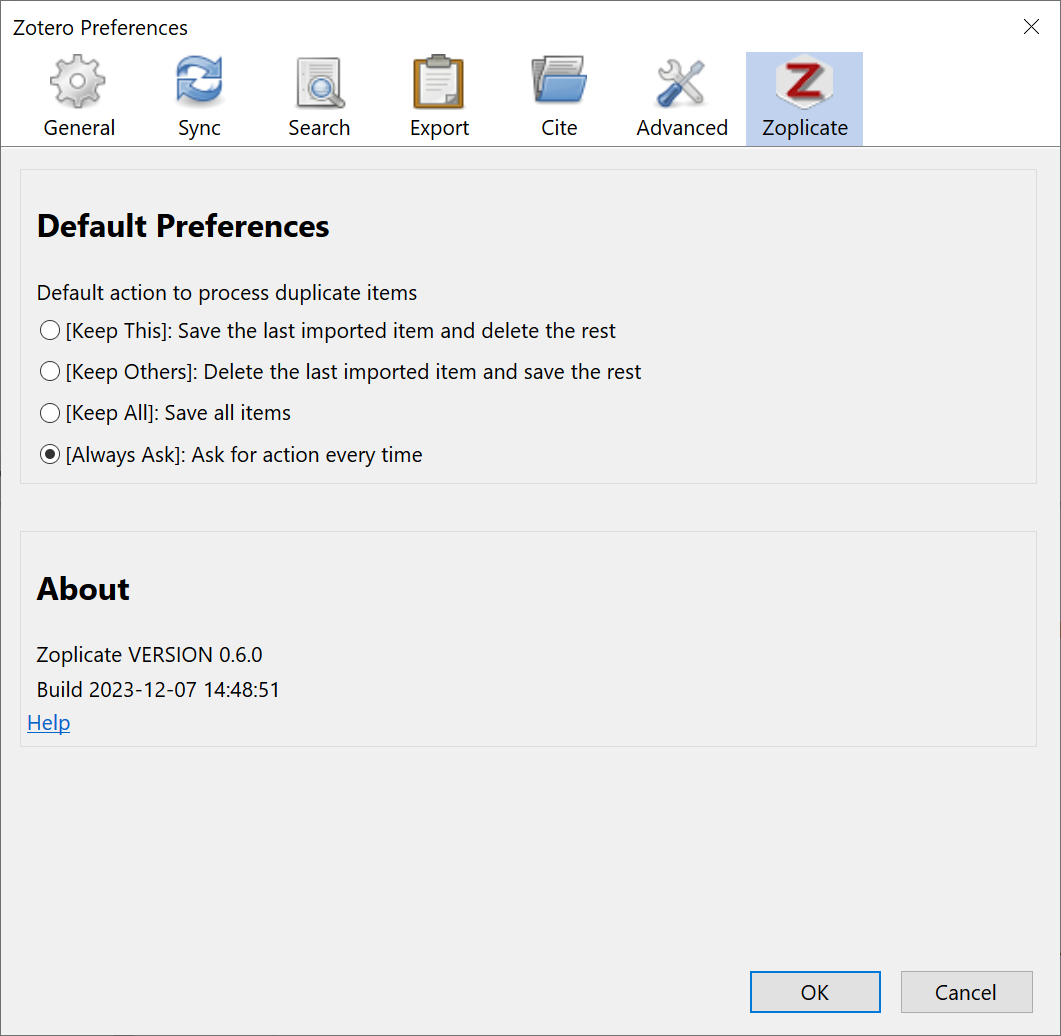 Zotero Preferences
General Sync Search Export Cite Advanced Zoplicate
Default Preferences
Default action to process duplicate items
[Keep This]: Save the last imported item and delete the rest
[Keep Others]: Delete the last imported item and save the rest
[Keep All]: Save all items
[Always Ask]: Ask for action every time
About
Zoplicate VERSION 0.6.0
Build 2023-12-07 14:48:51
Help
OK Cancel